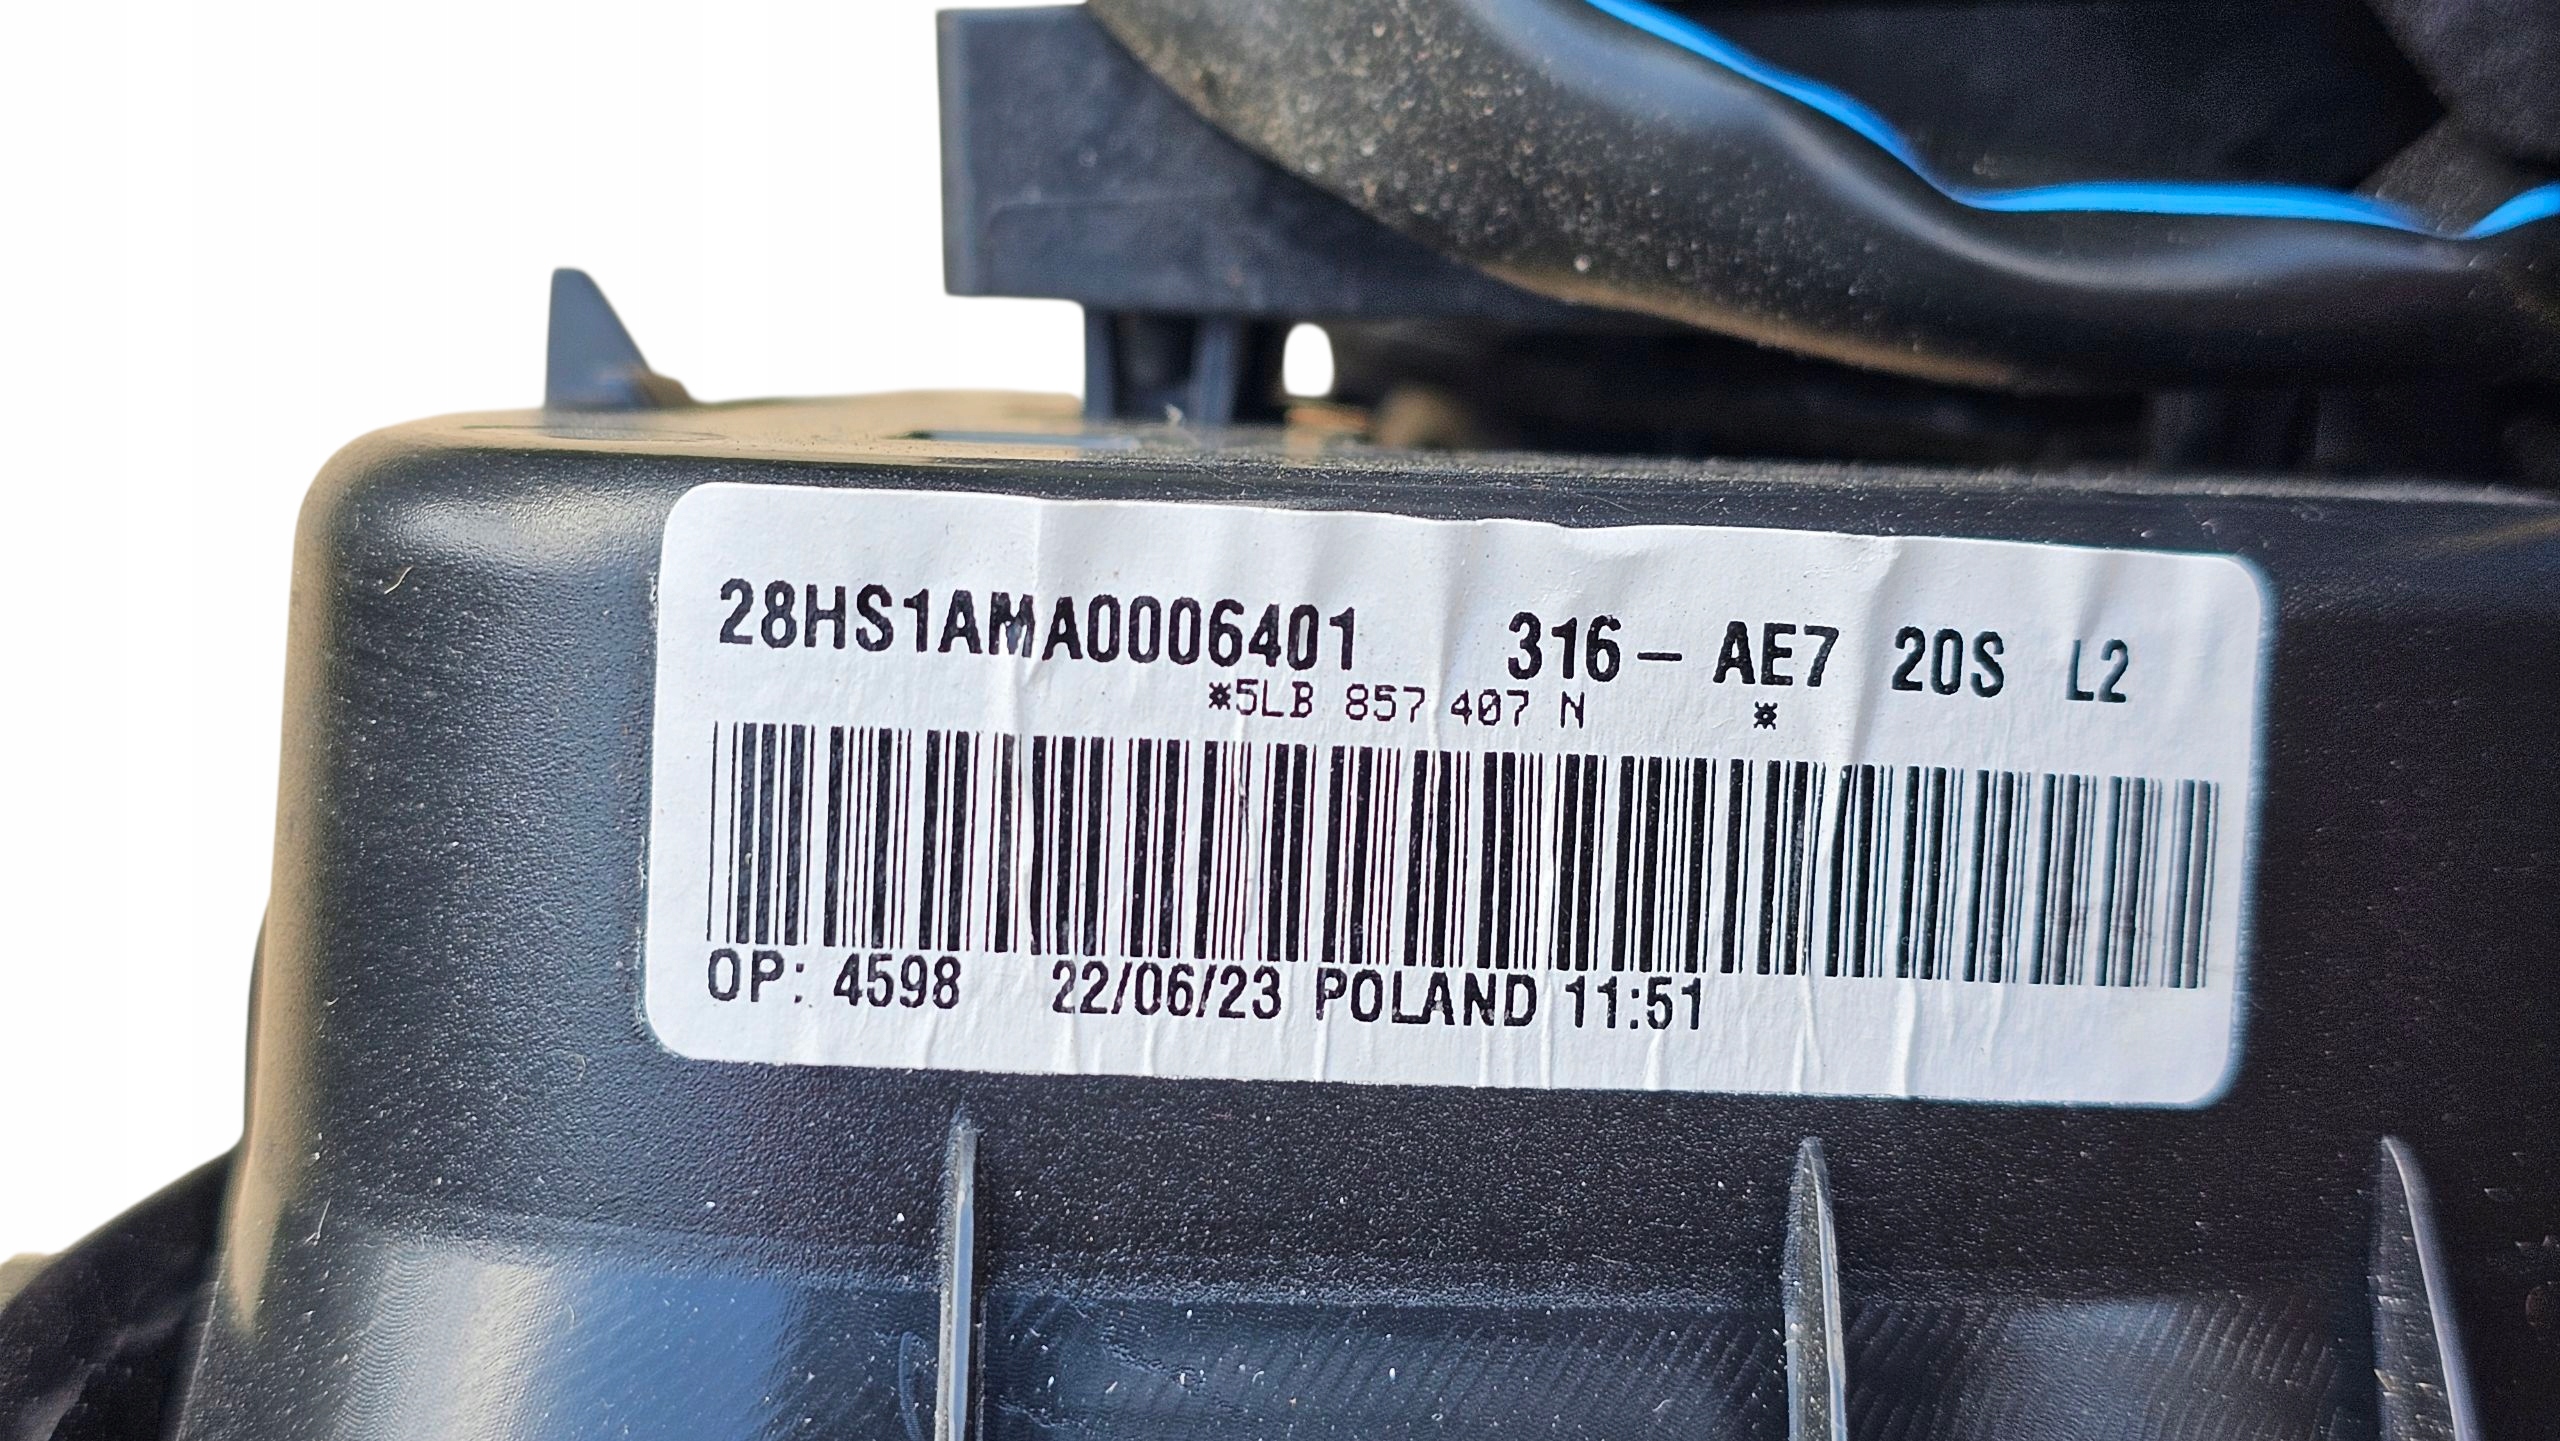 28HS1AMA0006401 316- AE7 20S L2
*5LB 857 407 N *
OP: 4598 22/06/23 POLAND 11:51